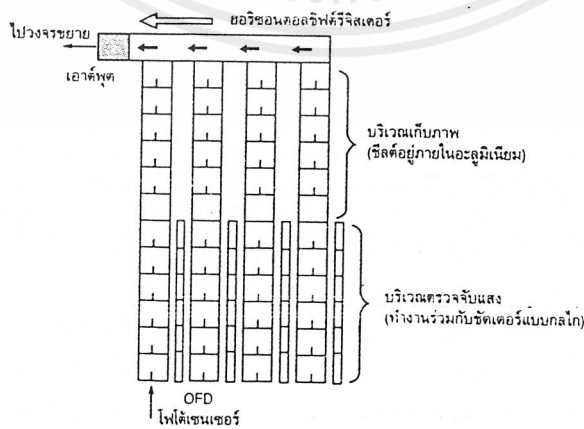 ฮอริซอนตอลชิฟต์รีจิสเตอร์
ไปวงจรขยาย
เอาต์พุต
บริเวณเก็บภาพ
(ชีลด์อยู่ภายในอะลูมิเนียม)
บริเวณตรวจจับแสง
(ทำงานร่วมกับชัตเตอร์แบบกลไก)
OFD
โฟโต้เซนเซอร์